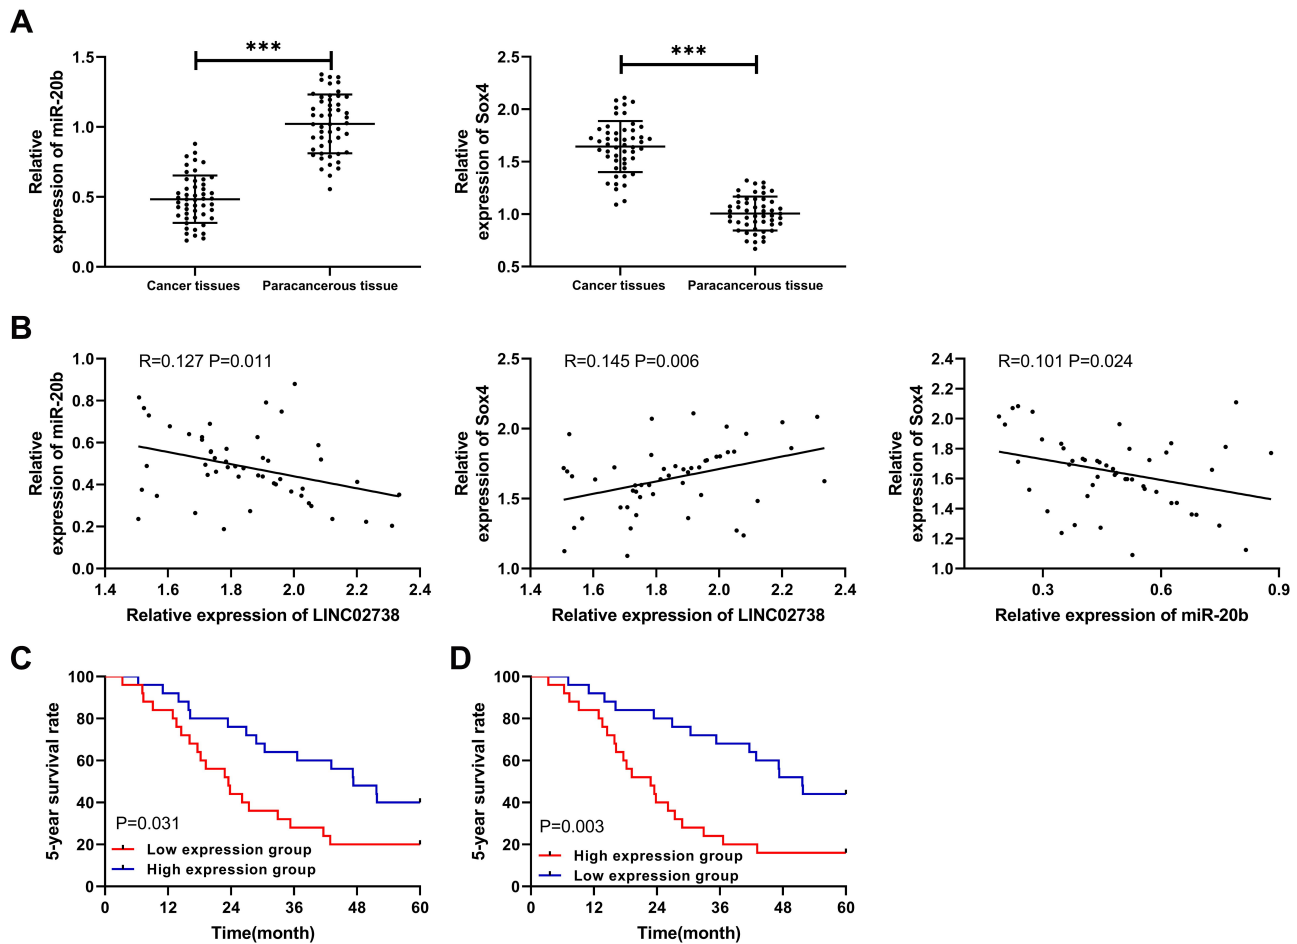 A
Relative
expression of miR-20b
1.5
1.0
0.5
0.0
***
Cancer tissues
Paracancerous tissue
Relative
expression of Sox4
2.5
2.0
1.5
1.0
0.5
***
Cancer tissues
Paracancerous tissue
B
Relative
expression of miR-20b
R=0.127 P=0.011
1.0
0.8
0.6
0.4
0.2
0.0
1.4 1.6 1.8 2.0 2.2 2.4
Relative expression of LINC02738
Relative
expression of Sox4
R=0.145 P=0.006
2.5
2.0
1.5
1.0
1.4 1.6 1.8 2.0 2.2 2.4
Relative expression of LINC02738
Relative
expression of Sox4
R=0.101 P=0.024
2.4
2.2
2.0
1.8
1.6
1.4
1.2
1.0
0.3 0.6 0.9
Relative expression of miR-20b
C
5-year survival rate
100
80
60
40
20
0
P=0.031
Low expression group
High expression group
0 12 24 36 48 60
Time(month)
D
5-year survival rate
100
80
60
40
20
0
P=0.003
High expression group
Low expression group
0 12 24 36 48 60
Time(month)